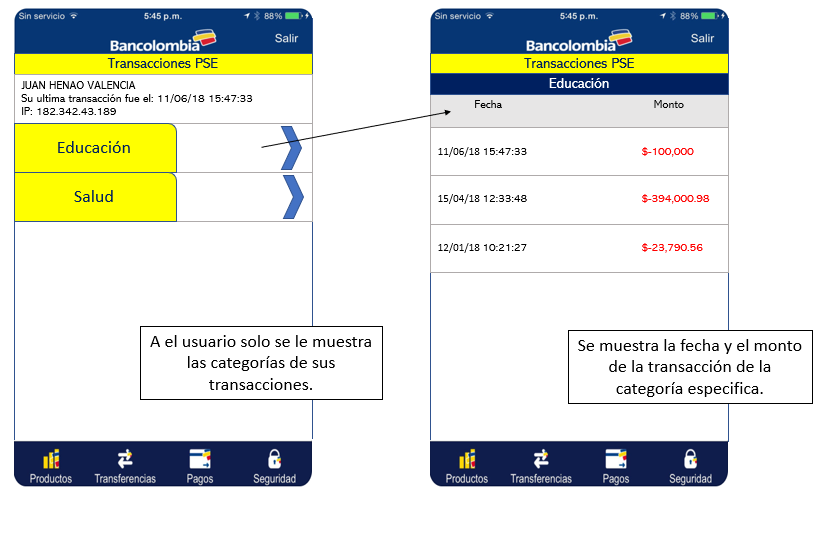 Sin servicio 5:45 p.m. 88%
Bancolombia Salir
Transacciones PSE
JUAN HENAO VALENCIA
Su ultima transacción fue el: 11/06/18 15:47:33
IP: 182.342.43.189
Educación
Salud
A el usuario solo se le muestra
las categorías de sus
transacciones.
Productos Transferencias Pagos Seguridad
Sin servicio 5:45 p.m. 88%
Bancolombia Salir
Transacciones PSE
Educación
Fecha Monto
11/06/18 15:47:33 $-100,000
15/04/18 12:33:48 $-394,000.98
12/01/18 10:21:27 $-23,790.56
Se muestra la fecha y el monto
de la transacción de la
categoría especifica.
Productos Transferencias Pagos Seguridad